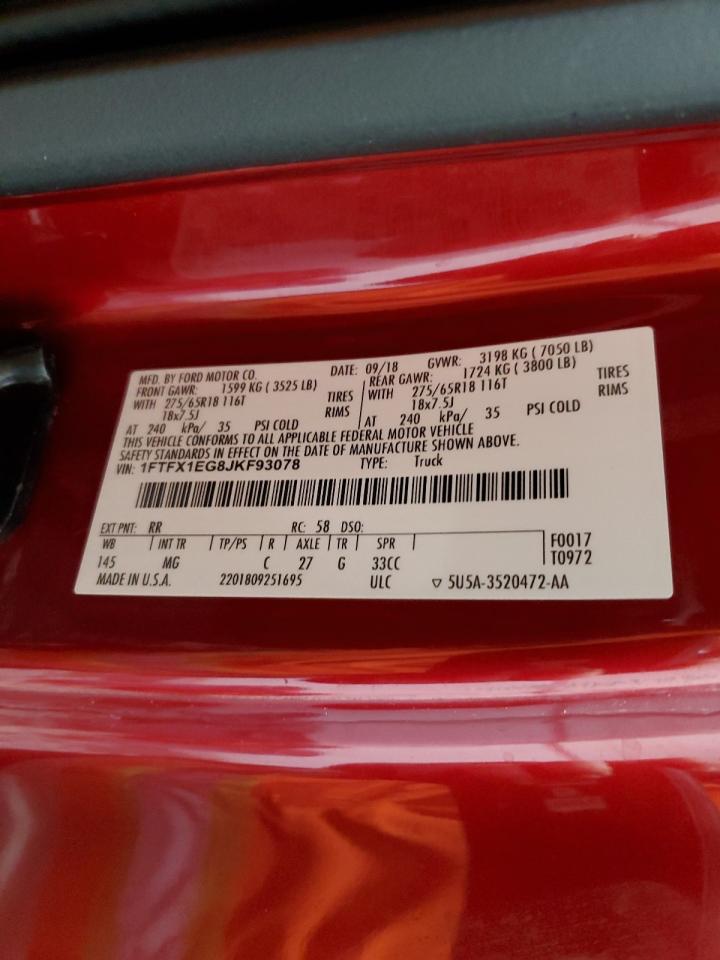 MFD. BY FORD MOTOR CO. DATE: 09/18 GVWR: 3198 KG ( 7050 LB)
FRONT GAWR: 1599 KG ( 3525 LB) REAR GAWR: 1724 KG ( 3800 LB)
WITH 275/65R18 116T TIRES WITH 275/65R18 116T TIRES
18x7.5J RIMS 18x7.5J RIMS
AT 240 kPa/ 35 PSI COLD AT 240 kPa/ 35 PSI COLD
THIS VEHICLE CONFORMS TO ALL APPLICABLE FEDERAL MOTOR VEHICLE
SAFETY STANDARDS IN EFFECT ON THE DATE OF MANUFACTURE SHOWN ABOVE.
VIN: 1FTFX1EG8JKF93078 TYPE: Truck
EXT PNT: RR RC: 58 DSO:
WB INT TR TP/PS R AXLE TR SPR F0017
145 MG C 27 G 33CC T0972
MADE IN U.S.A. 2201809251695 ULC ▽ 5U5A-3520472-AA